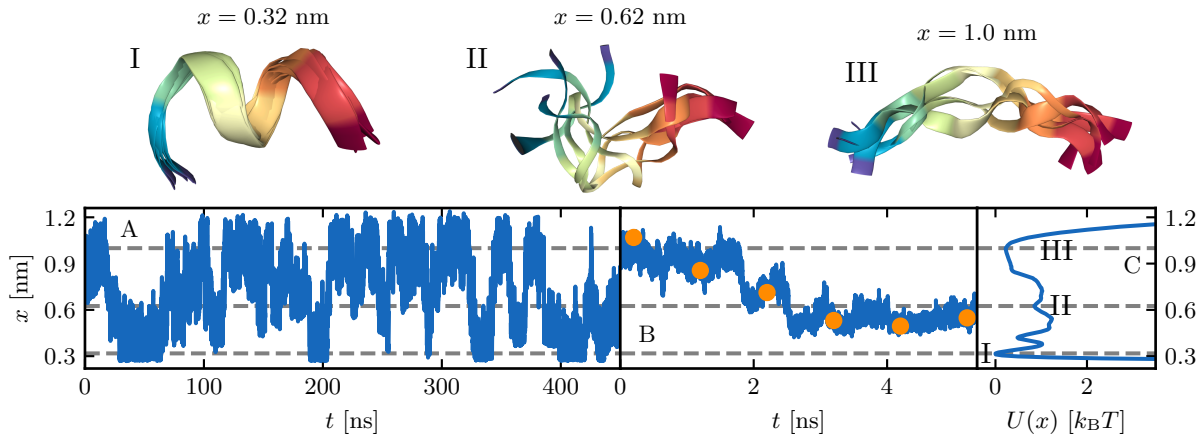 x = 0.32 nm
x = 0.62 nm
x = 1.0 nm
I
II
III
1.2
0.9
0.6
0.3
x [nm]
A
0
100
200
300
400
t [ns]
B
0
2
4
t [ns]
III
C
II
I
0
2
U(x) [k_BT]
1.2
0.9
0.6
0.3